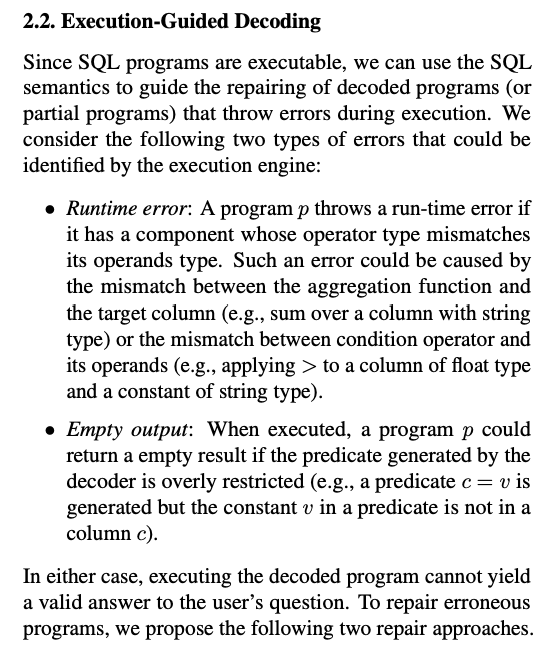 2.2. Execution-Guided Decoding
Since SQL programs are executable, we can use the SQL
semantics to guide the repairing of decoded programs (or
partial programs) that throw errors during execution. We
consider the following two types of errors that could be
identified by the execution engine:
• Runtime error: A program p throws a run-time error if
it has a component whose operator type mismatches
its operands type. Such an error could be caused by
the mismatch between the aggregation function and
the target column (e.g., sum over a column with string
type) or the mismatch between condition operator and
its operands (e.g., applying > to a column of float type
and a constant of string type).
• Empty output: When executed, a program p could
return a empty result if the predicate generated by the
decoder is overly restricted (e.g., a predicate c = v is
generated but the constant v in a predicate is not in a
column c).
In either case, executing the decoded program cannot yield
a valid answer to the user's question. To repair erroneous
programs, we propose the following two repair approaches.